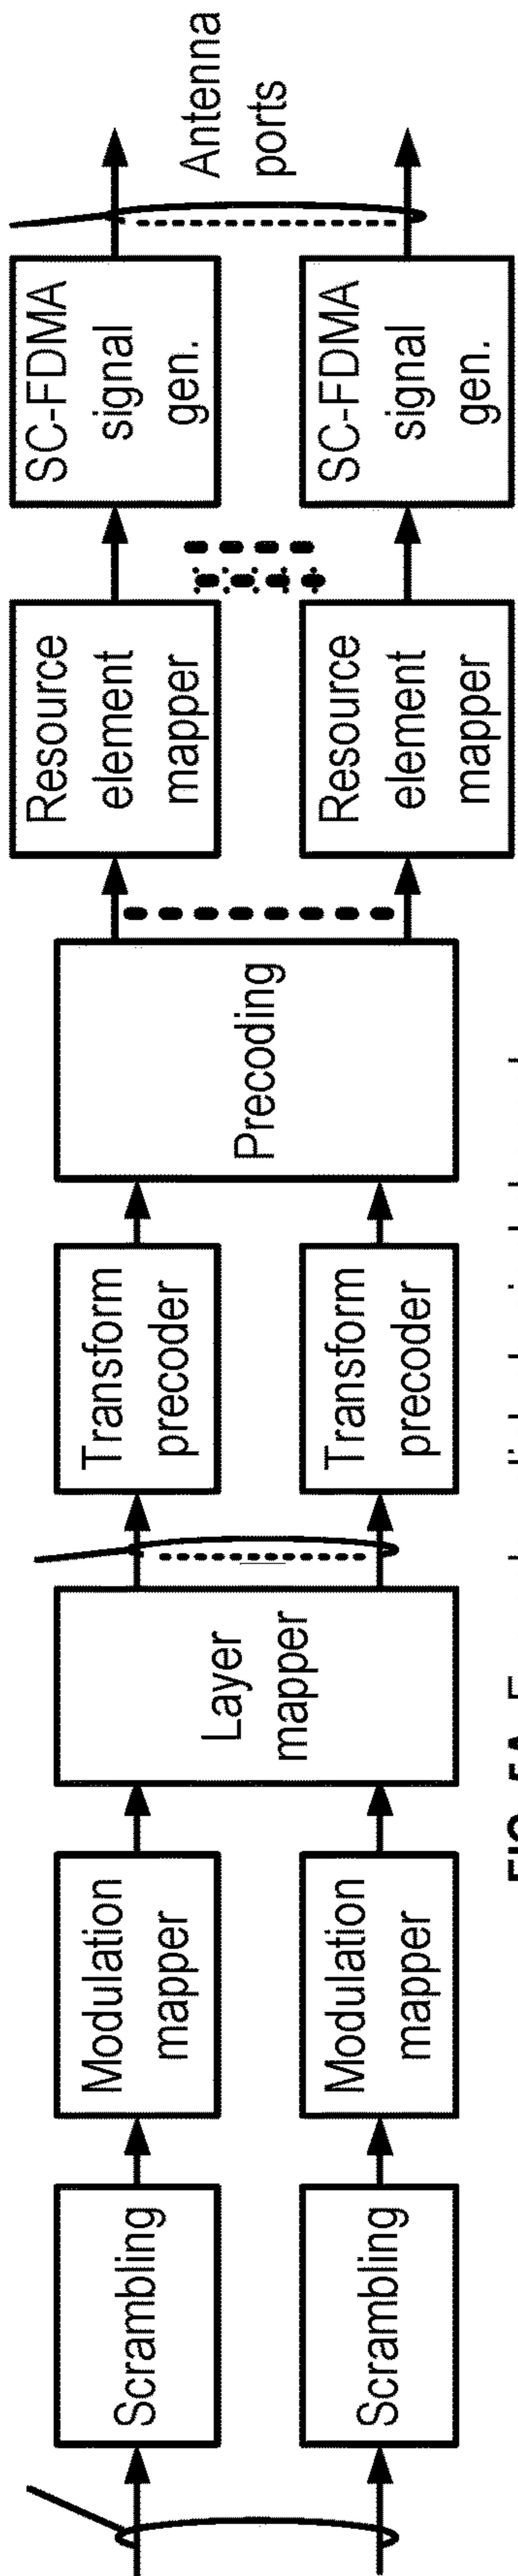 Scrambling
Modulation
mapper
Layer
mapper
Transform
precoder
Precoding
Resource
element
mapper
SC-FDMA
signal
gen.
Antenna
ports
Scrambling
Modulation
mapper
Transform
precoder
Resource
element
mapper
SC-FDMA
signal
gen.